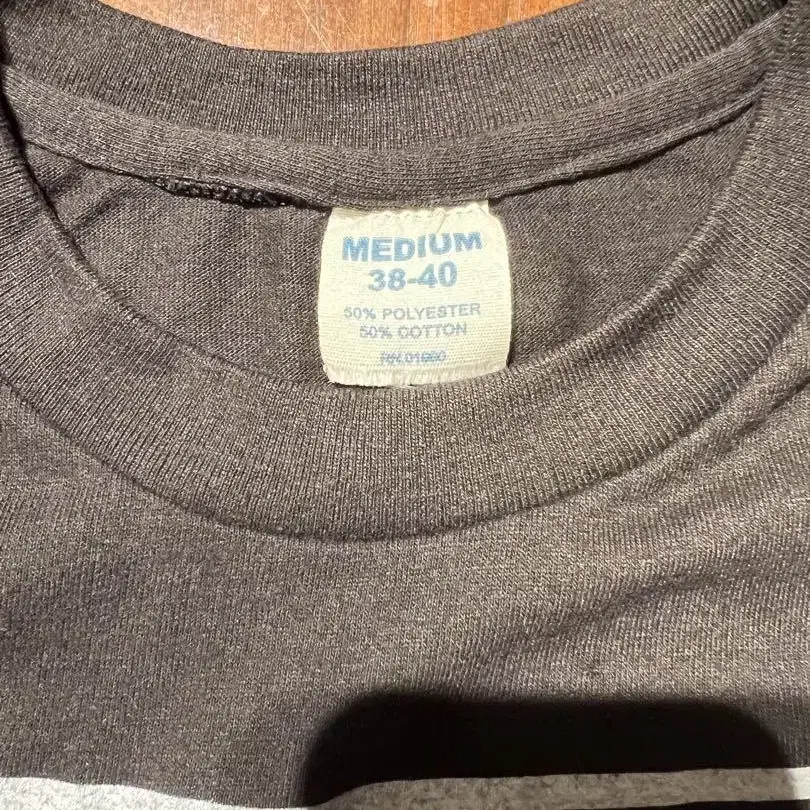 MEDIUM
38-40
50% POLYESTER
50% COTTON